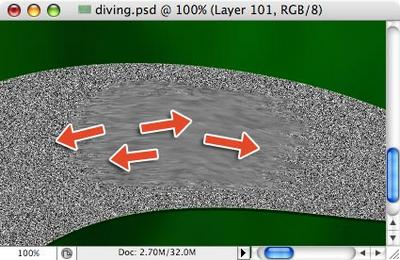 diving.psd @ 100% (Layer 101, RGB/8)
100% Doc: 2.70M/32.0M